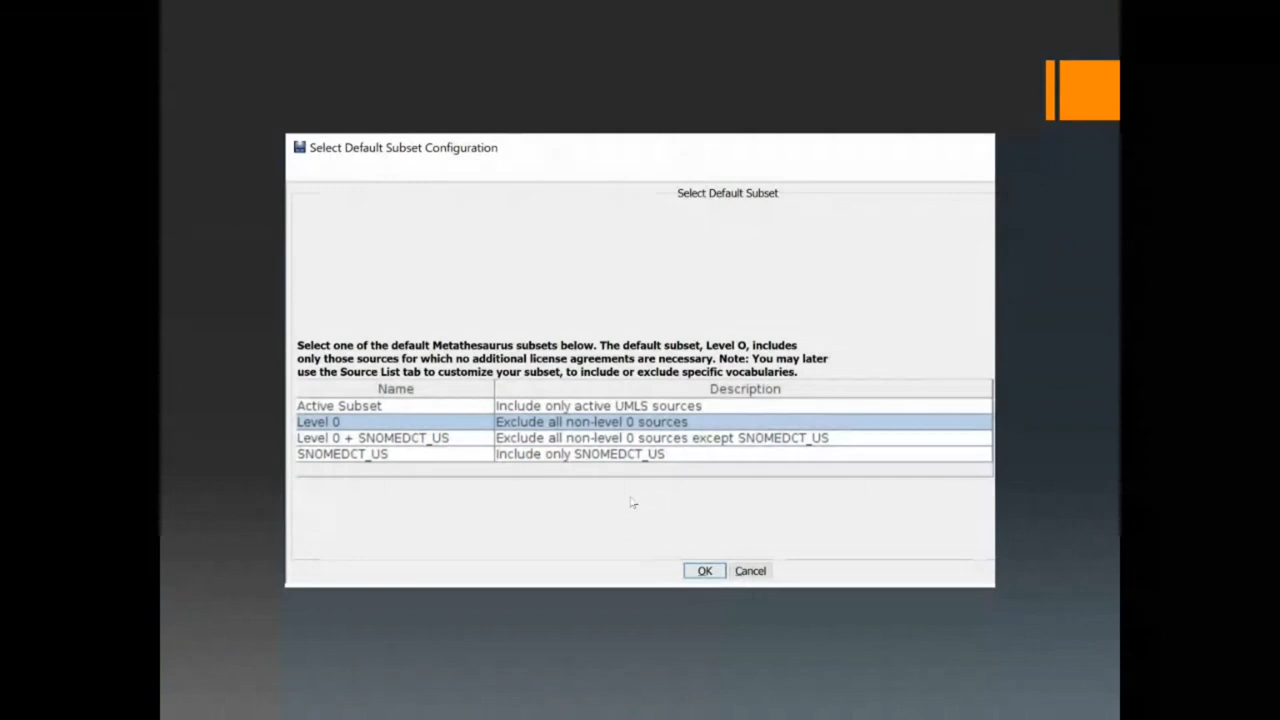 Select Default Subset Configuration
Select Default Subset
Select one of the default Metathesaurus subsets below. The default subset, Level 0, includes
only those sources for which no additional license agreements are necessary. Note: You may later
use the Source List tab to customize your subset, to include or exclude specific vocabularies.
Name Description
Active Subset Include only active UMLS sources
Level 0 Exclude all non-level 0 sources
Level 0 + SNOMEDCT_US Exclude all non-level 0 sources except SNOMEDCT_US
SNOMEDCT_US Include only SNOMEDCT_US
OK Cancel